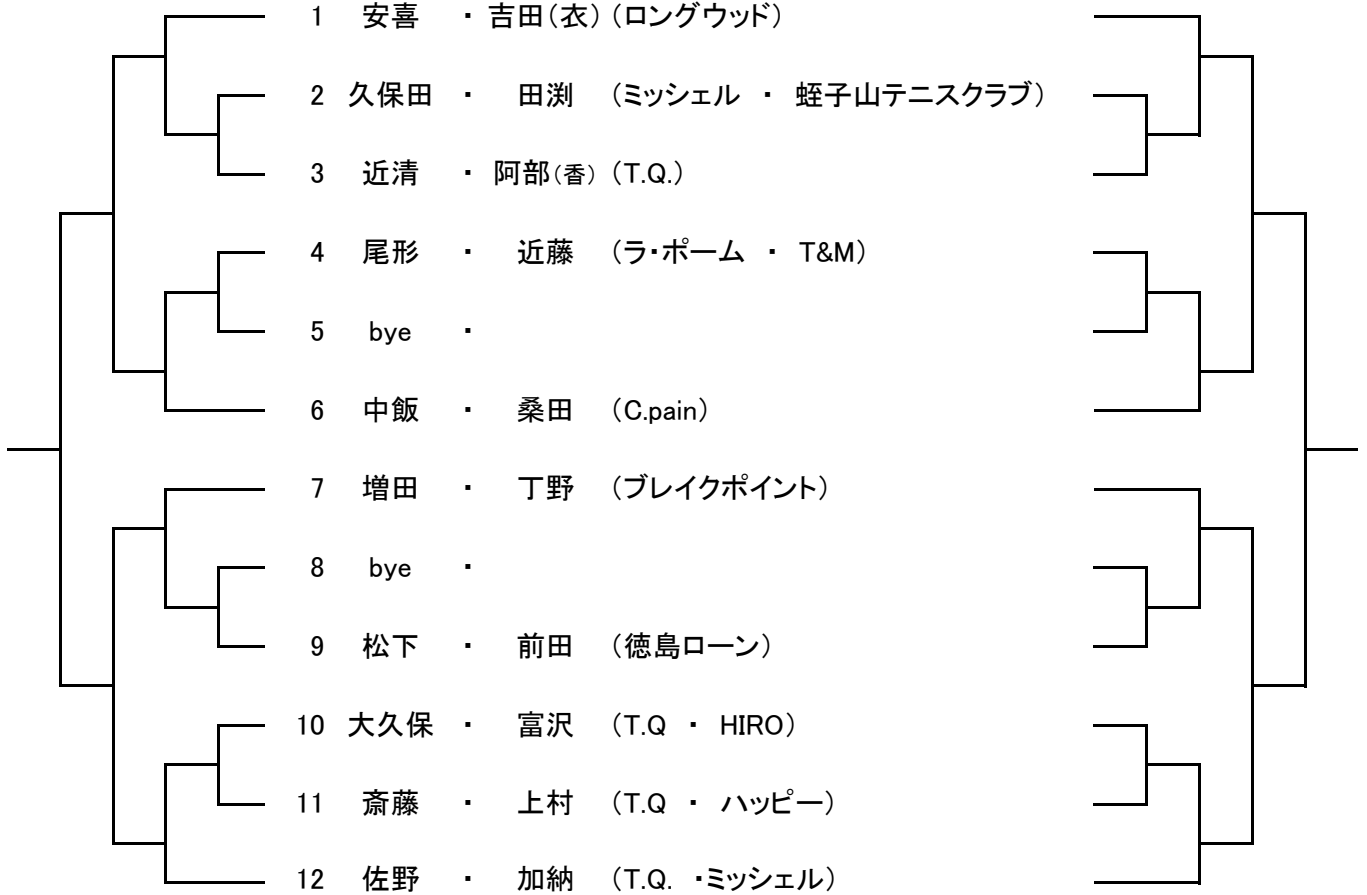 1 安喜 ・ 吉田（衣）（ロングウッド）
2 久保田 ・ 田渕 （ミッシェル ・ 蛭子山テニスクラブ）
3 近清 ・ 阿部（香）（T.Q.）
4 尾形 ・ 近藤 （ラ・ポーム ・ T&M）
5 bye ・
6 中飯 ・ 桑田 （C.pain）
7 増田 ・ 丁野 （ブレイクポイント）
8 bye ・
9 松下 ・ 前田 （徳島ローン）
10 大久保 ・ 富沢 （T.Q ・ HIRO）
11 斎藤 ・ 上村 （T.Q ・ ハッピー）
12 佐野 ・ 加納 （T.Q. ・ミッシェル）